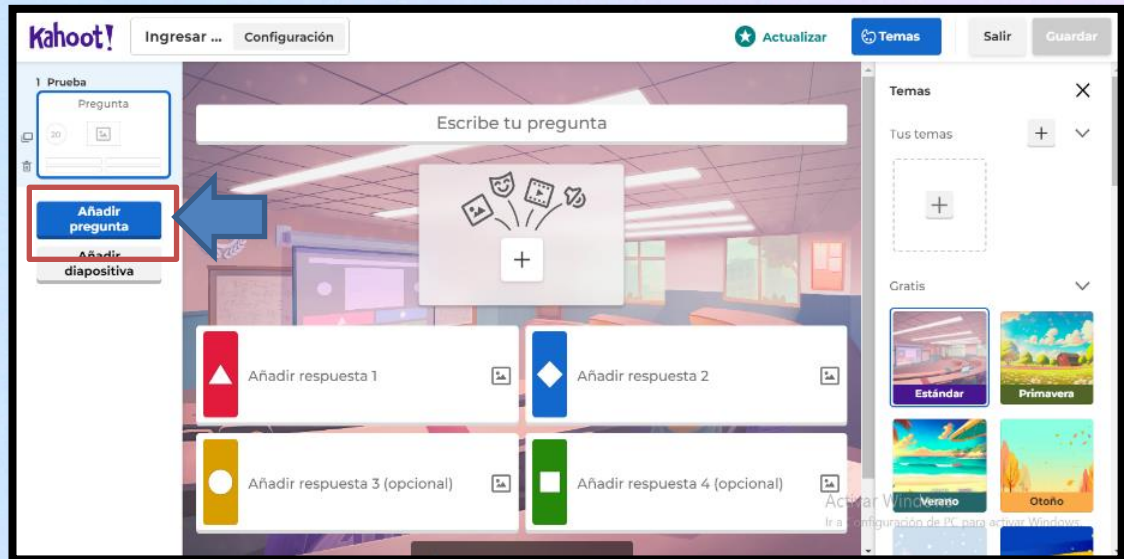 Kahoot!
Ingresar ...
Configuración
Actualizar
Temas
Salir
Guardar
1 Prueba
Pregunta
20
Añadir
pregunta
Añadir
diapositiva
Escribe tu pregunta
Añadir respuesta 1
Añadir respuesta 2
Añadir respuesta 3 (opcional)
Añadir respuesta 4 (opcional)
Temas
Tus temas
Gratis
Estándar
Primavera
Verano
Otoño
Activar Windows
Ir a Configuración de PC para activar Windows.